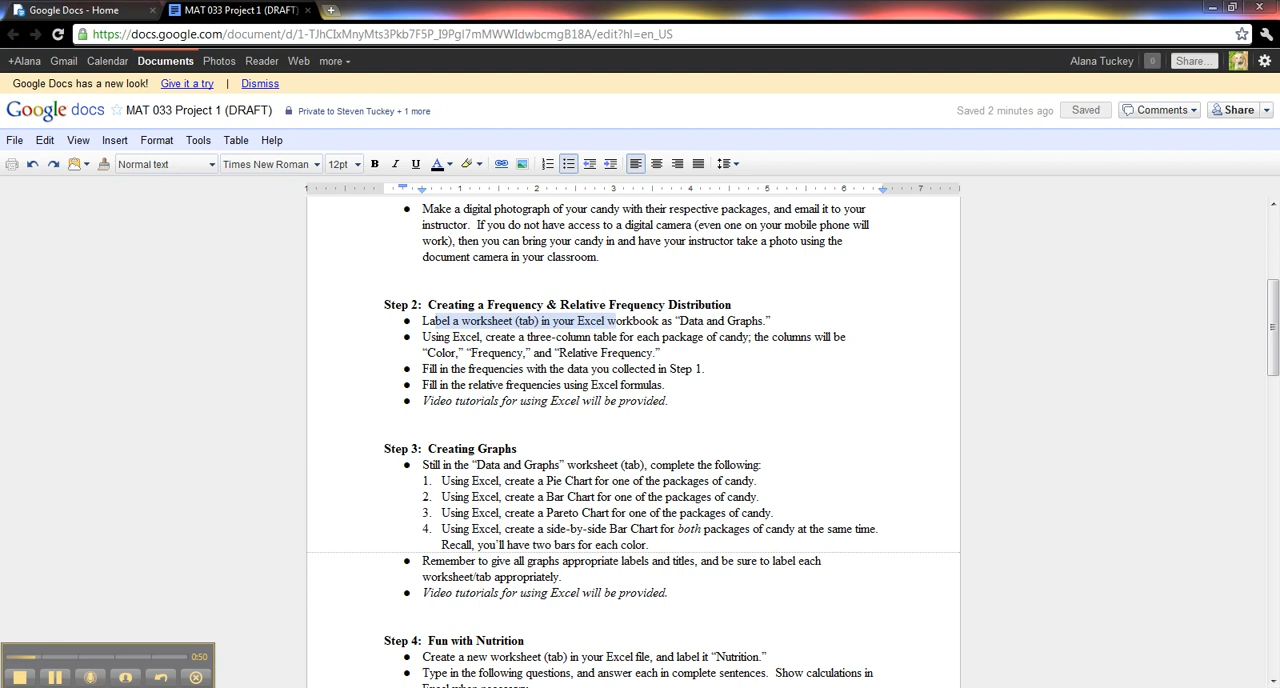 Google Docs - Home
MAT 033 Project 1 (DRAFT)
https://docs.google.com/document/d/1-TJhCIxMnyMts3Pkb7F5P_I9PgI7mMWWIdwbcmgB18A/edit?hl=en_US
+Alana Gmail Calendar Documents Photos Reader Web more
Alana Tuckey 0 Share...
Google Docs has a new look! Give it a try | Dismiss
Google docs MAT 033 Project 1 (DRAFT) Private to Steven Tuckey + 1 more
Saved 2 minutes ago Saved Comments Share
File Edit View Insert Format Tools Table Help
Normal text Times New Roman 12pt B I U A
1 1 2 3 4 5 6 7
● Make a digital photograph of your candy with their respective packages, and email it to your
instructor. If you do not have access to a digital camera (even one on your mobile phone will
work), then you can bring your candy in and have your instructor take a photo using the
document camera in your classroom.
Step 2: Creating a Frequency & Relative Frequency Distribution
● Label a worksheet (tab) in your Excel workbook as “Data and Graphs.”
● Using Excel, create a three-column table for each package of candy; the columns will be
“Color,” “Frequency,” and “Relative Frequency.”
● Fill in the frequencies with the data you collected in Step 1.
● Fill in the relative frequencies using Excel formulas.
● Video tutorials for using Excel will be provided.
Step 3: Creating Graphs
● Still in the “Data and Graphs” worksheet (tab), complete the following:
1. Using Excel, create a Pie Chart for one of the packages of candy.
2. Using Excel, create a Bar Chart for one of the packages of candy.
3. Using Excel, create a Pareto Chart for one of the packages of candy.
4. Using Excel, create a side-by-side Bar Chart for both packages of candy at the same time.
Recall, you’ll have two bars for each color.
● Remember to give all graphs appropriate labels and titles, and be sure to label each
worksheet/tab appropriately.
● Video tutorials for using Excel will be provided.
Step 4: Fun with Nutrition
● Create a new worksheet (tab) in your Excel file, and label it “Nutrition.”
● Type in the following questions, and answer each in complete sentences. Show calculations in
Excel when necessary.
0:50